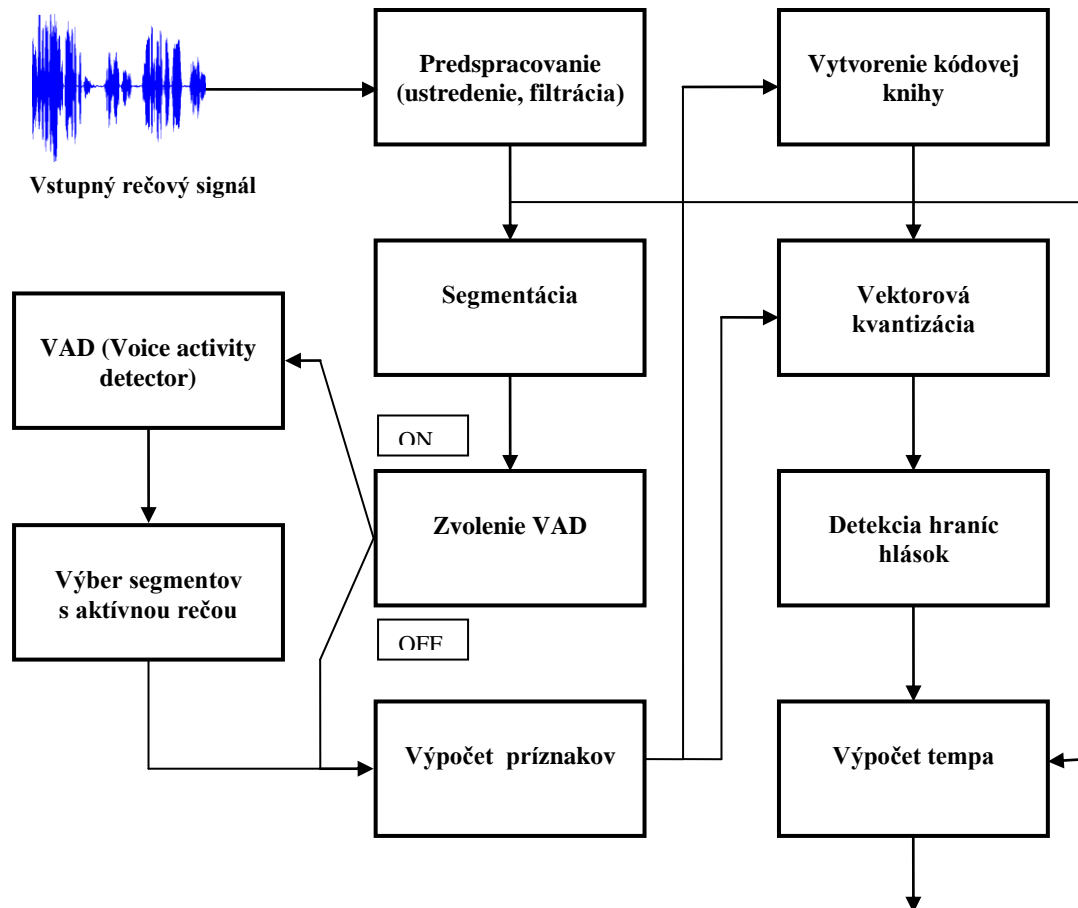 Predspracovanie
(ustredenie, filtrácia)
Vytvorenie kódovej
knihy
Vstupný rečový signál
Segmentácia
Vektorová
kvantizácia
VAD (Voice activity
detector)
ON
Zvolenie VAD
Detekcia hraníc
hlások
Výber segmentov
s aktívnou rečou
OFF
Výpočet príznakov
Výpočet tempa